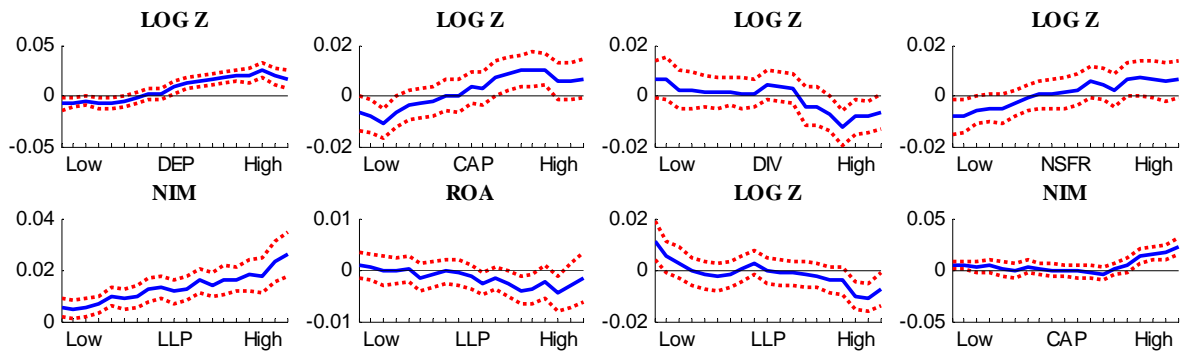 LOG Z LOG Z LOG Z LOG Z
0.05 0.02 0.02 0.02
0 0 0 0
-0.05 -0.02 -0.02 -0.02
Low DEP High Low CAP High Low DIV High Low NSFR High
NIM ROA LOG Z NIM
0.04 0.01 0.02 0.05
0.02 0 0 0
0 -0.01 -0.02 -0.05
Low LLP High Low LLP High Low LLP High Low CAP High